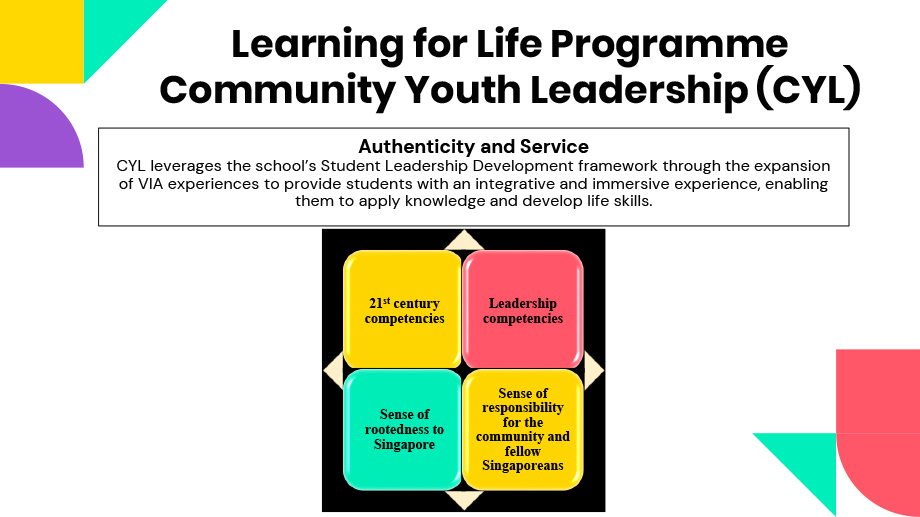 Learning for Life Programme
Community Youth Leadership (CYL)
Authenticity and Service
CYL leverages the school’s Student Leadership Development framework through the expansion
of VIA experiences to provide students with an integrative and immersive experience, enabling
them to apply knowledge and develop life skills.
21st century
competencies
Leadership
competencies
Sense of
rootedness to
Singapore
Sense of
responsibility
for the
community and
fellow
Singaporeans